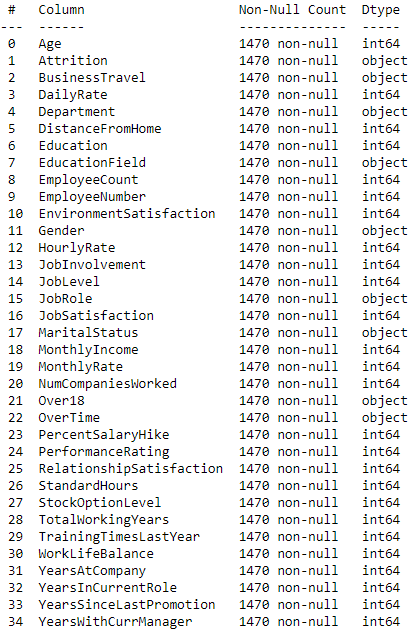 #   Column                    Non-Null Count  Dtype
---  ------                    --------------  -----
 0   Age                       1470 non-null   int64
 1   Attrition                 1470 non-null   object
 2   BusinessTravel            1470 non-null   object
 3   DailyRate                 1470 non-null   int64
 4   Department                1470 non-null   object
 5   DistanceFromHome          1470 non-null   int64
 6   Education                 1470 non-null   int64
 7   EducationField            1470 non-null   object
 8   EmployeeCount             1470 non-null   int64
 9   EmployeeNumber            1470 non-null   int64
 10  EnvironmentSatisfaction   1470 non-null   int64
 11  Gender                    1470 non-null   object
 12  HourlyRate                1470 non-null   int64
 13  JobInvolvement            1470 non-null   int64
 14  JobLevel                  1470 non-null   int64
 15  JobRole                   1470 non-null   object
 16  JobSatisfaction           1470 non-null   int64
 17  MaritalStatus             1470 non-null   object
 18  MonthlyIncome             1470 non-null   int64
 19  MonthlyRate               1470 non-null   int64
 20  NumCompaniesWorked        1470 non-null   int64
 21  Over18                    1470 non-null   object
 22  OverTime                  1470 non-null   object
 23  PercentSalaryHike         1470 non-null   int64
 24  PerformanceRating         1470 non-null   int64
 25  RelationshipSatisfaction  1470 non-null   int64
 26  StandardHours             1470 non-null   int64
 27  StockOptionLevel          1470 non-null   int64
 28  TotalWorkingYears         1470 non-null   int64
 29  TrainingTimesLastYear     1470 non-null   int64
 30  WorkLifeBalance           1470 non-null   int64
 31  YearsAtCompany            1470 non-null   int64
 32  YearsInCurrentRole        1470 non-null   int64
 33  YearsSinceLastPromotion   1470 non-null   int64
 34  YearsWithCurrManager      1470 non-null   int64